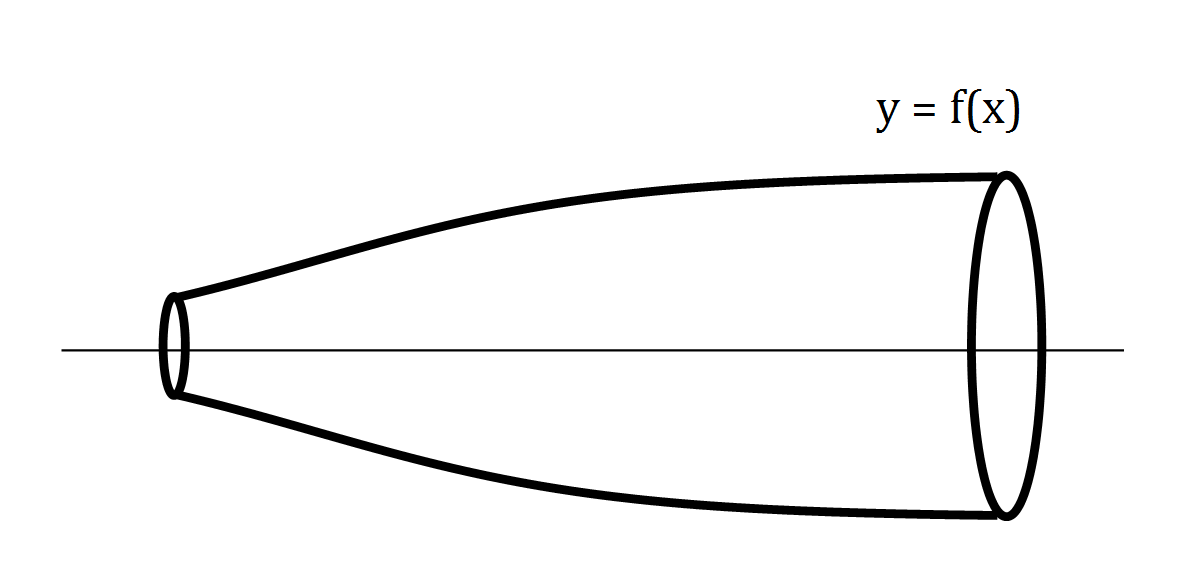 y = f(x)